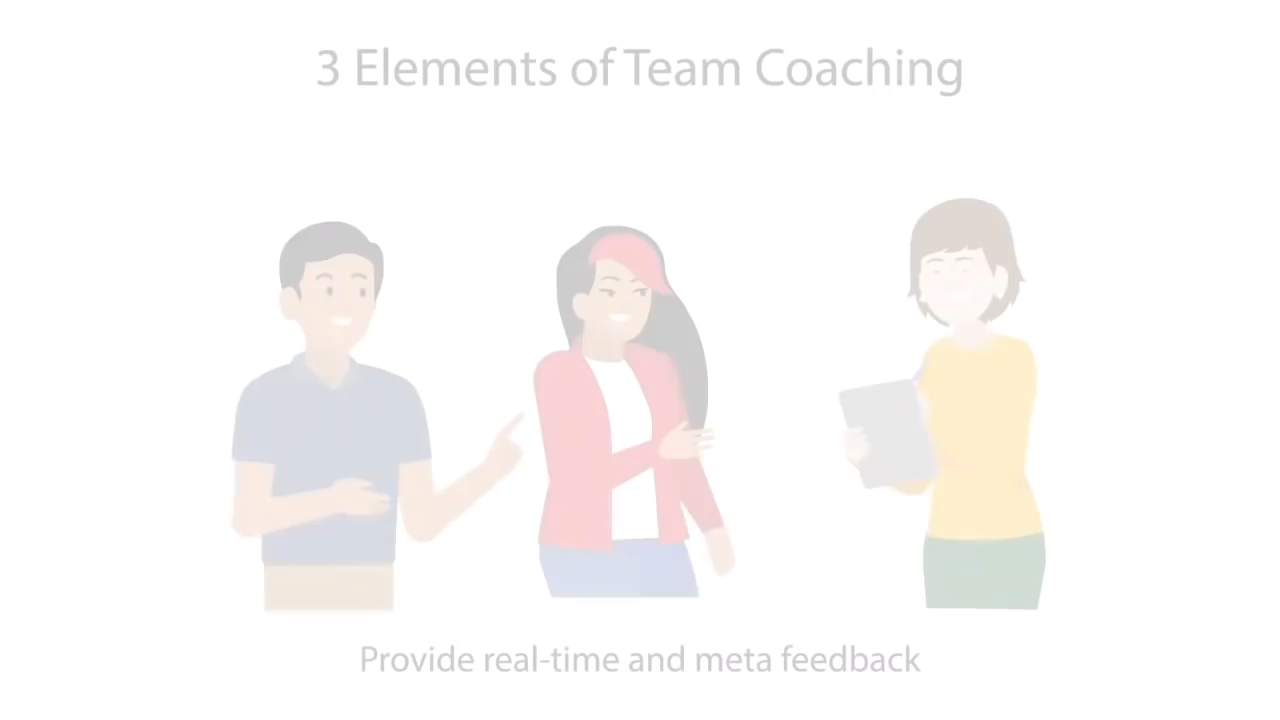 3 Elements of Team Coaching
Provide real-time and meta feedback